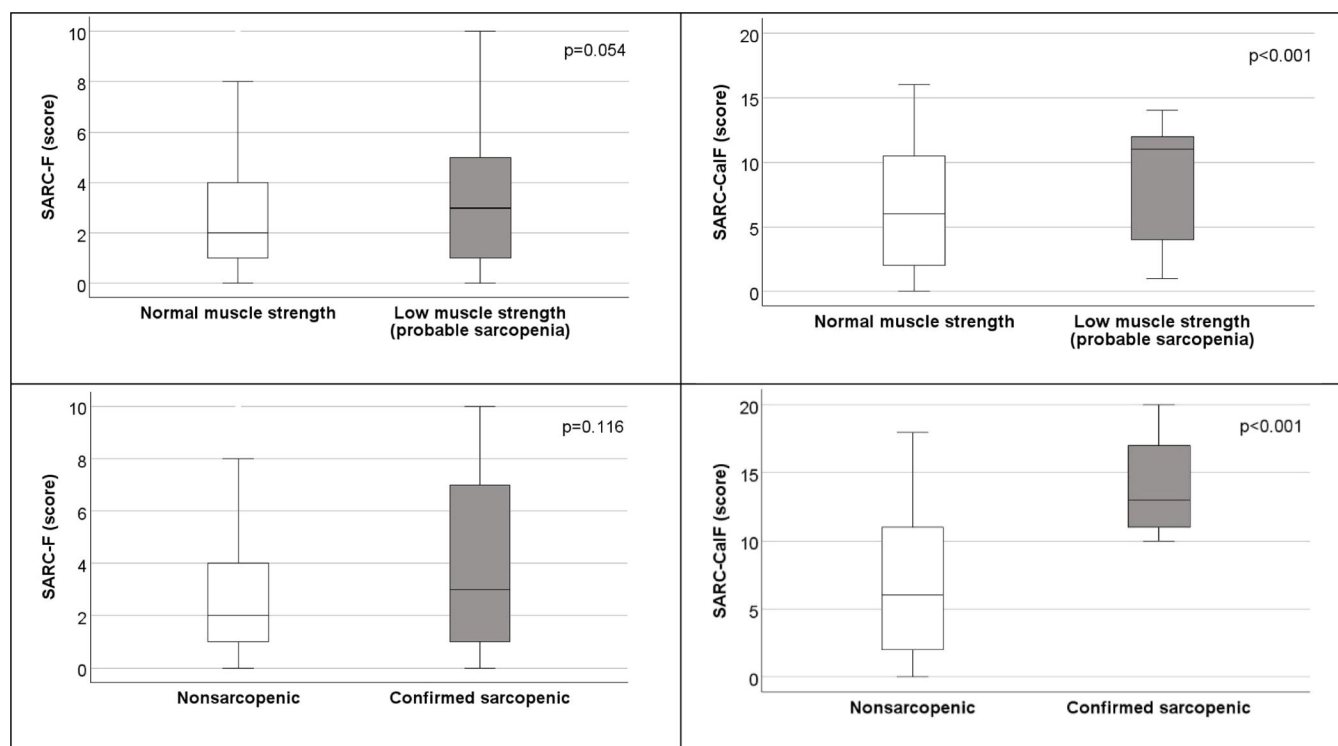 SARC-F (score)
10
8
6
4
2
0
p=0.054
Normal muscle strength
Low muscle strength
(probable sarcopenia)
SARC-CalF (score)
20
15
10
5
0
p<0.001
Normal muscle strength
Low muscle strength
(probable sarcopenia)
SARC-F (score)
10
8
6
4
2
0
p=0.116
Nonsarcopenic
Confirmed sarcopenic
SARC-CalF (score)
20
15
10
5
0
p<0.001
Nonsarcopenic
Confirmed sarcopenic